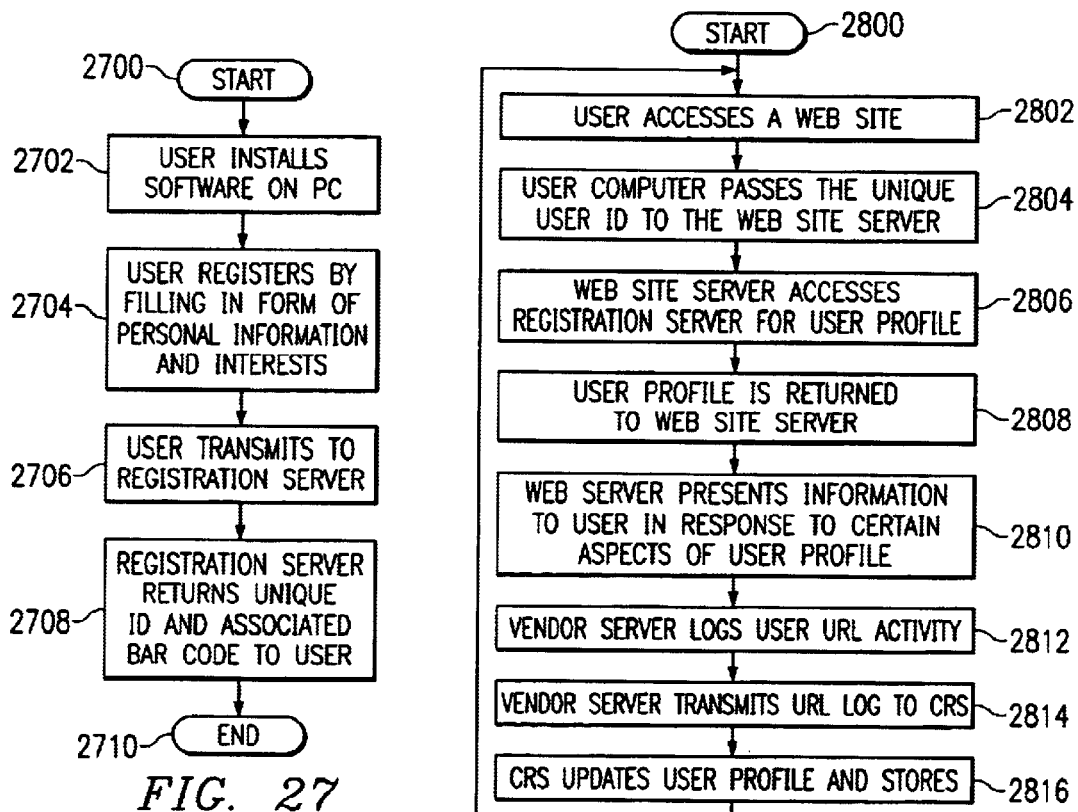 2700
START
2702
USER INSTALLS
SOFTWARE ON PC
2704
USER REGISTERS BY
FILLING IN FORM OF
PERSONAL INFORMATION
AND INTERESTS
2706
USER TRANSMITS TO
REGISTRATION SERVER
2708
REGISTRATION SERVER
RETURNS UNIQUE
ID AND ASSOCIATED
BAR CODE TO USER
2710
END
FIG. 27
START
2800
USER ACCESSES A WEB SITE
2802
USER COMPUTER PASSES THE UNIQUE
USER ID TO THE WEB SITE SERVER
2804
WEB SITE SERVER ACCESSES
REGISTRATION SERVER FOR USER PROFILE
2806
USER PROFILE IS RETURNED
TO WEB SITE SERVER
2808
WEB SERVER PRESENTS INFORMATION
TO USER IN RESPONSE TO CERTAIN
ASPECTS OF USER PROFILE
2810
VENDOR SERVER LOGS USER URL ACTIVITY
2812
VENDOR SERVER TRANSMITS URL LOG TO CRS
2814
CRS UPDATES USER PROFILE AND STORES
2816